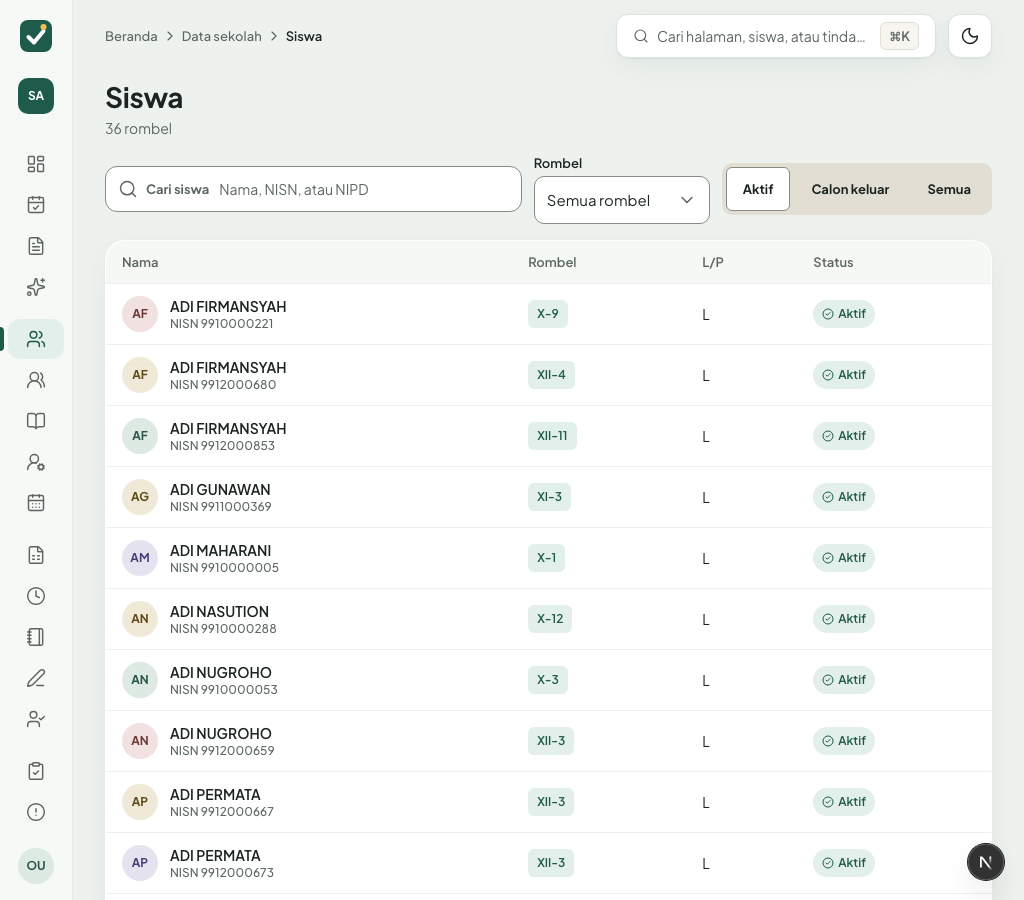 Beranda > Data sekolah > Siswa
Cari halaman, siswa, atau tinda… ⌘K
SA
Siswa
36 rombel
Rombel
Cari siswa Nama, NISN, atau NIPD
Semua rombel
Aktif Calon keluar Semua
Nama Rombel L/P Status
AF ADI FIRMANSYAH X-9 L Aktif
NISN 9910000221
AF ADI FIRMANSYAH XII-4 L Aktif
NISN 9912000680
AF ADI FIRMANSYAH XII-11 L Aktif
NISN 9912000853
AG ADI GUNAWAN XI-3 L Aktif
NISN 9911000369
AM ADI MAHARANI X-1 L Aktif
NISN 9910000005
AN ADI NASUTION X-12 L Aktif
NISN 9910000288
AN ADI NUGROHO X-3 L Aktif
NISN 9910000053
AN ADI NUGROHO XII-3 L Aktif
NISN 9912000659
AP ADI PERMATA XII-3 L Aktif
NISN 9912000667
AP ADI PERMATA XII-3 L Aktif
NISN 9912000673
OU
N